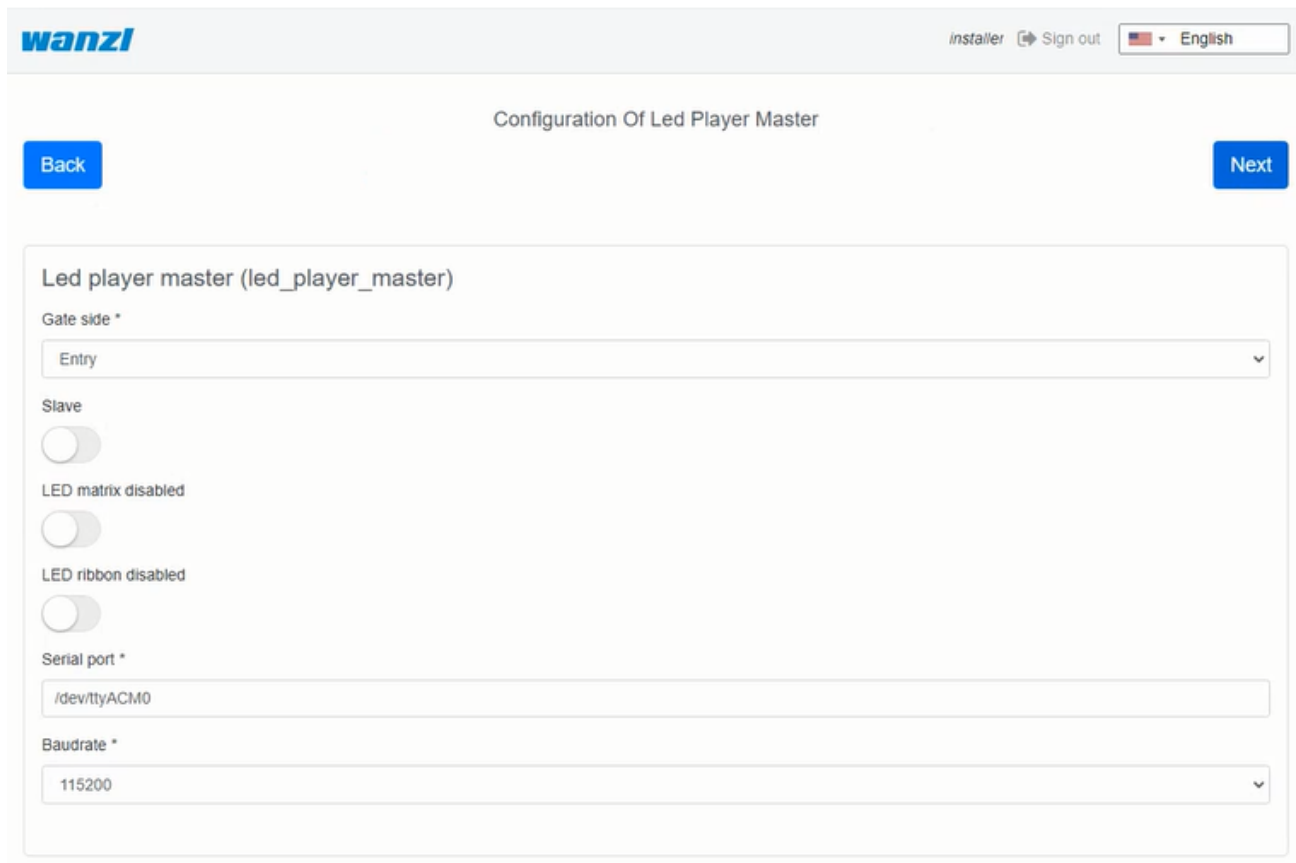 wanzl
installer Sign out English
Configuration Of Led Player Master
Back
Next
Led player master (led_player_master)
Gate side *
Entry
Slave
LED matrix disabled
LED ribbon disabled
Serial port *
/dev/ttyACM0
Baudrate *
115200